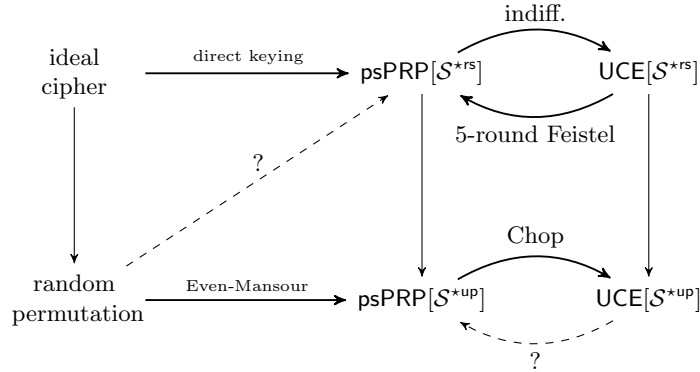 indiff.
ideal
cipher
direct keying
psPRP[𝒮^{⋆rs}]
UCE[𝒮^{⋆rs}]
5-round Feistel
?
Chop
random
permutation
Even-Mansour
psPRP[𝒮^{⋆up}]
UCE[𝒮^{⋆up}]
?